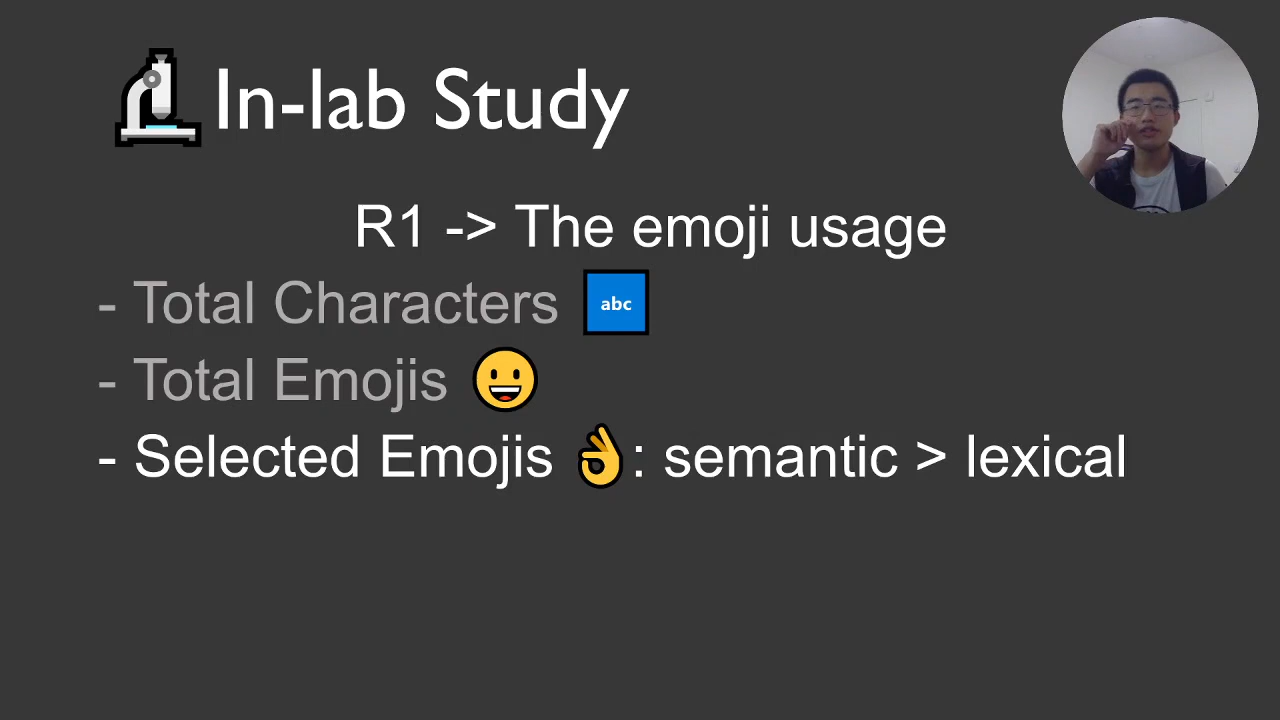 In-lab Study
R1 -> The emoji usage
- Total Characters abc
- Total Emojis 😀
- Selected Emojis 👌: semantic > lexical